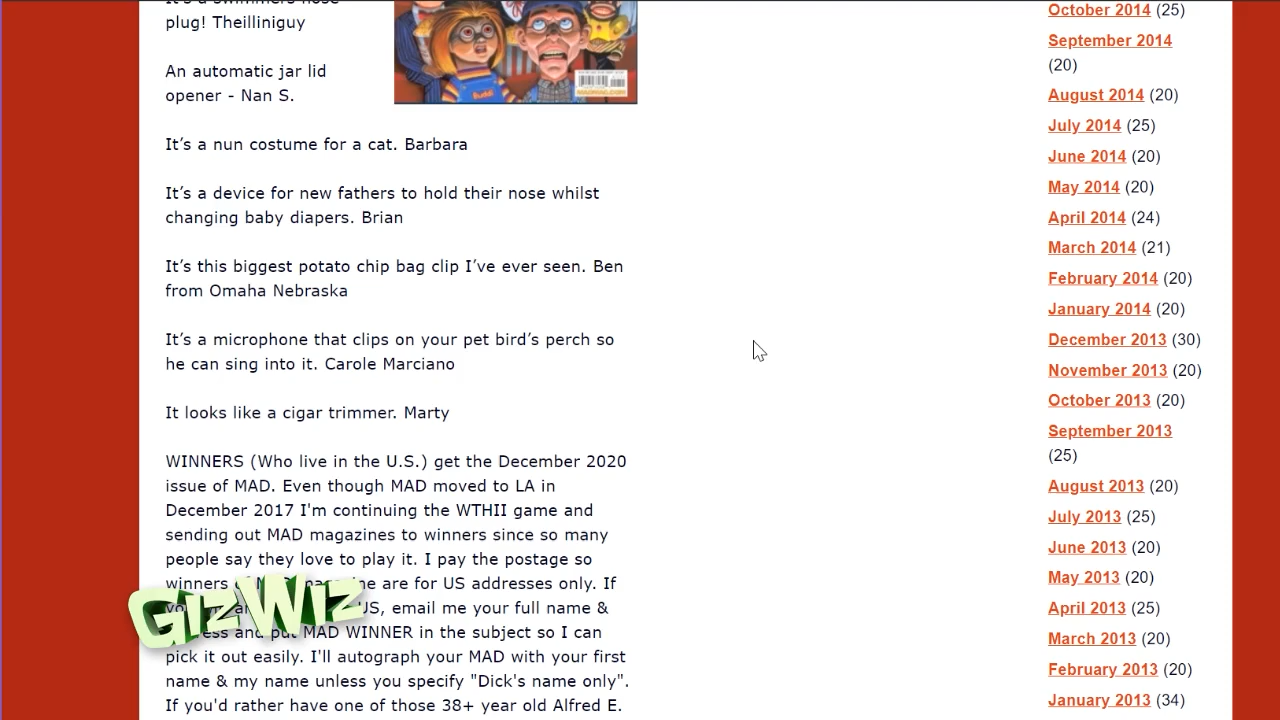 It's a swimmers nose
plug! Theilliniguy
An automatic jar lid
opener - Nan S.
It’s a nun costume for a cat. Barbara
It’s a device for new fathers to hold their nose whilst
changing baby diapers. Brian
It’s this biggest potato chip bag clip I’ve ever seen. Ben
from Omaha Nebraska
It’s a microphone that clips on your pet bird’s perch so
he can sing into it. Carole Marciano
It looks like a cigar trimmer. Marty
WINNERS (Who live in the U.S.) get the December 2020
issue of MAD. Even though MAD moved to LA in
December 2017 I'm continuing the WTHII game and
sending out MAD magazines to winners since so many
people say they love to play it. I pay the postage so
winners magazine are for US addresses only. If
US, email me your full name &
and put MAD WINNER in the subject so I can
pick it out easily. I'll autograph your MAD with your first
name & my name unless you specify "Dick's name only".
If you'd rather have one of those 38+ year old Alfred E.
GizWiz
October 2014 (25)
September 2014
(20)
August 2014 (20)
July 2014 (25)
June 2014 (20)
May 2014 (20)
April 2014 (24)
March 2014 (21)
February 2014 (20)
January 2014 (20)
December 2013 (30)
November 2013 (20)
October 2013 (20)
September 2013
(25)
August 2013 (20)
July 2013 (25)
June 2013 (20)
May 2013 (20)
April 2013 (25)
March 2013 (20)
February 2013 (20)
January 2013 (34)